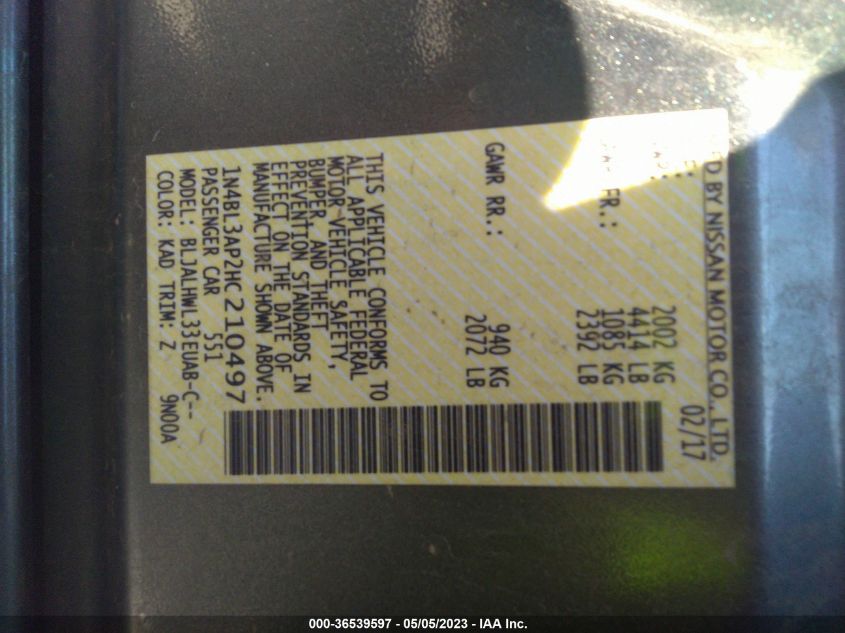 ED BY NISSAN MOTOR CO., LTD.
02/17
2002 KG
4414 LB
FR.: 1085 KG
2392 LB
GAWR RR.: 940 KG
2072 LB
THIS VEHICLE CONFORMS TO
ALL APPLICABLE FEDERAL
MOTOR VEHICLE SAFETY,
BUMPER, AND THEFT
PREVENTION STANDARDS IN
EFFECT ON THE DATE OF
MANUFACTURE SHOWN ABOVE.
1N4BL3AP2HC210497
PASSENGER CAR 551
MODEL: BLJALHWL33EUAB-C--
COLOR: KAD TRIM: Z 9N00A
000-36539597 - 05/05/2023 - IAA Inc.